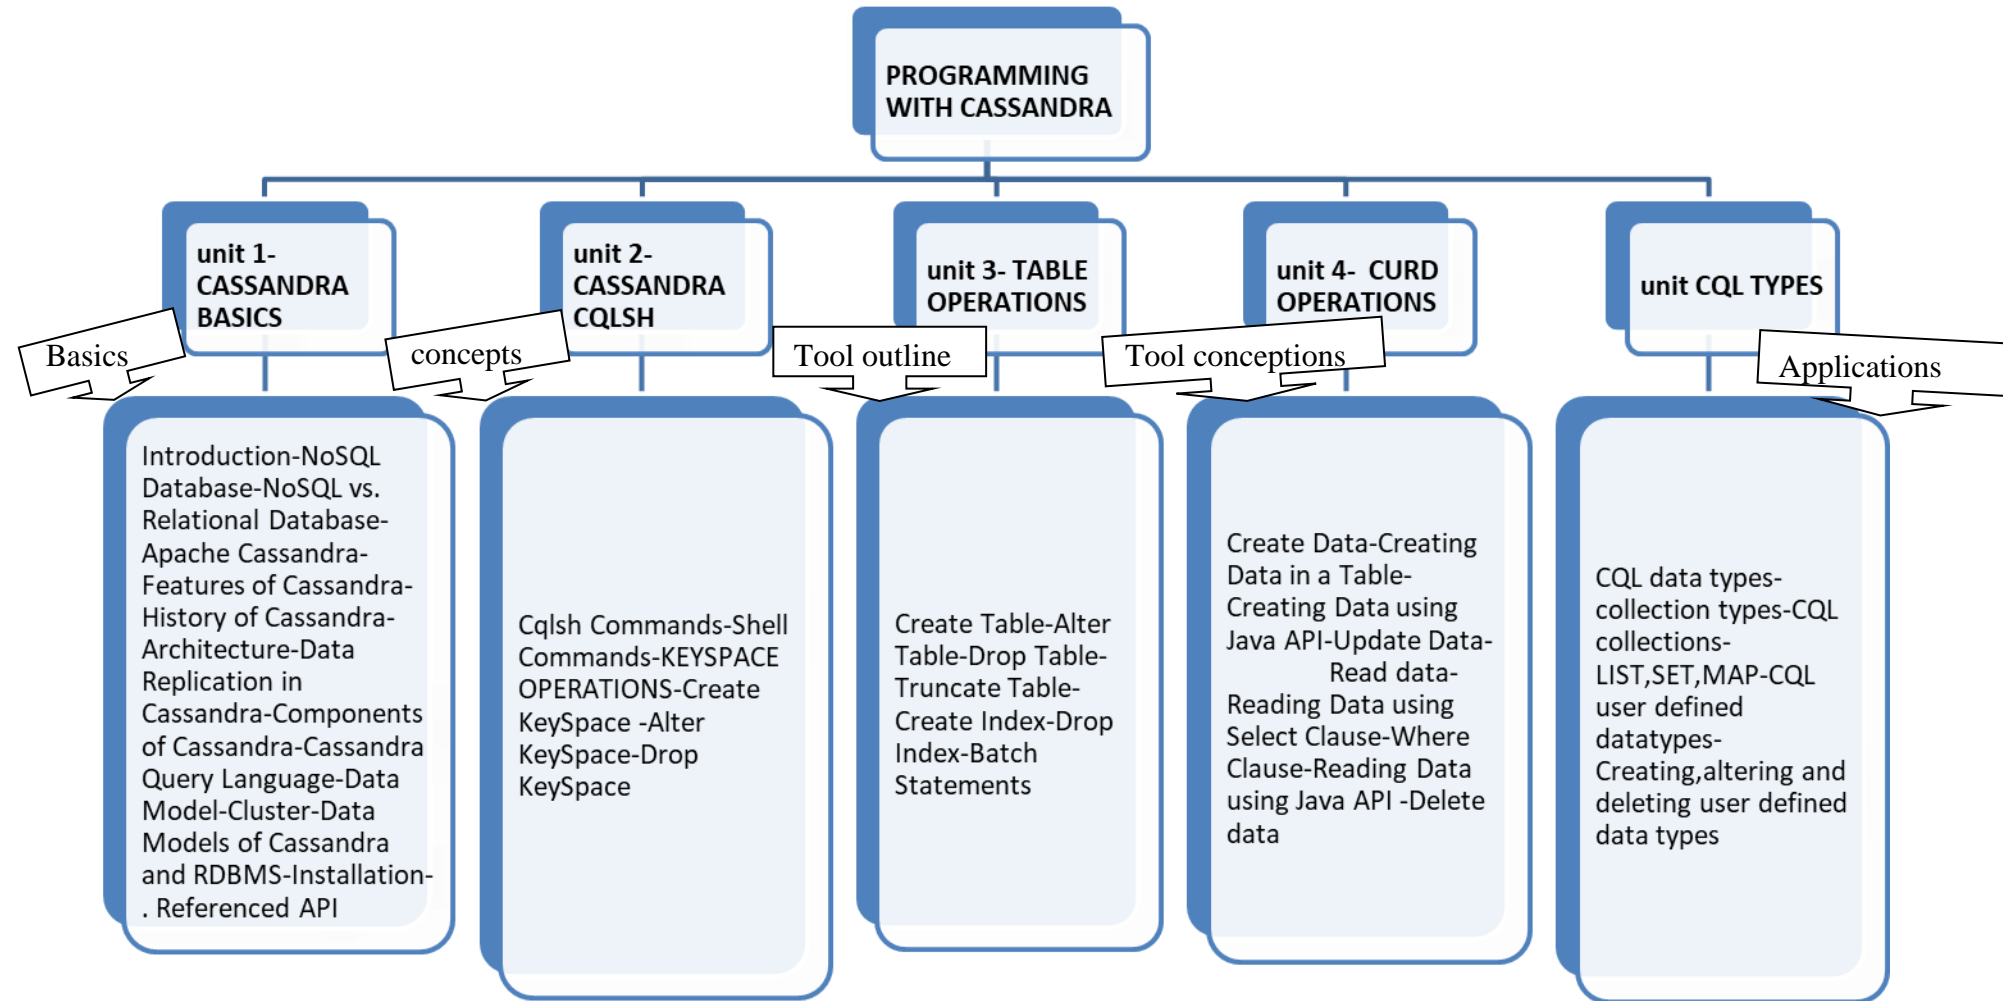 PROGRAMMING
WITH CASSANDRA
unit 1-
CASSANDRA
BASICS
unit 2-
CASSANDRA
CQLSH
unit 3- TABLE
OPERATIONS
unit 4-  CURD
OPERATIONS
unit CQL TYPES
Basics
concepts
Tool outline
Tool conceptions
Applications
Introduction-NoSQL
Database-NoSQL vs.
Relational Database-
Apache Cassandra-
Features of Cassandra-
History of Cassandra-
Architecture-Data
Replication in
Cassandra-Components
of Cassandra-Cassandra
Query Language-Data
Model-Cluster-Data
Models of Cassandra
and RDBMS-Installation-
. Referenced API
Cqlsh Commands-Shell
Commands-KEYSPACE
OPERATIONS-Create
KeySpace -Alter
KeySpace-Drop
KeySpace
Create Table-Alter
Table-Drop Table-
Truncate Table-
Create Index-Drop
Index-Batch
Statements
Create Data-Creating
Data in a Table-
Creating Data using
Java API-Update Data-
Read data-
Reading Data using
Select Clause-Where
Clause-Reading Data
using Java API -Delete
data
CQL data types-
collection types-CQL
collections-
LIST,SET,MAP-CQL
user defined
datatypes-
Creating,altering and
deleting user defined
data types